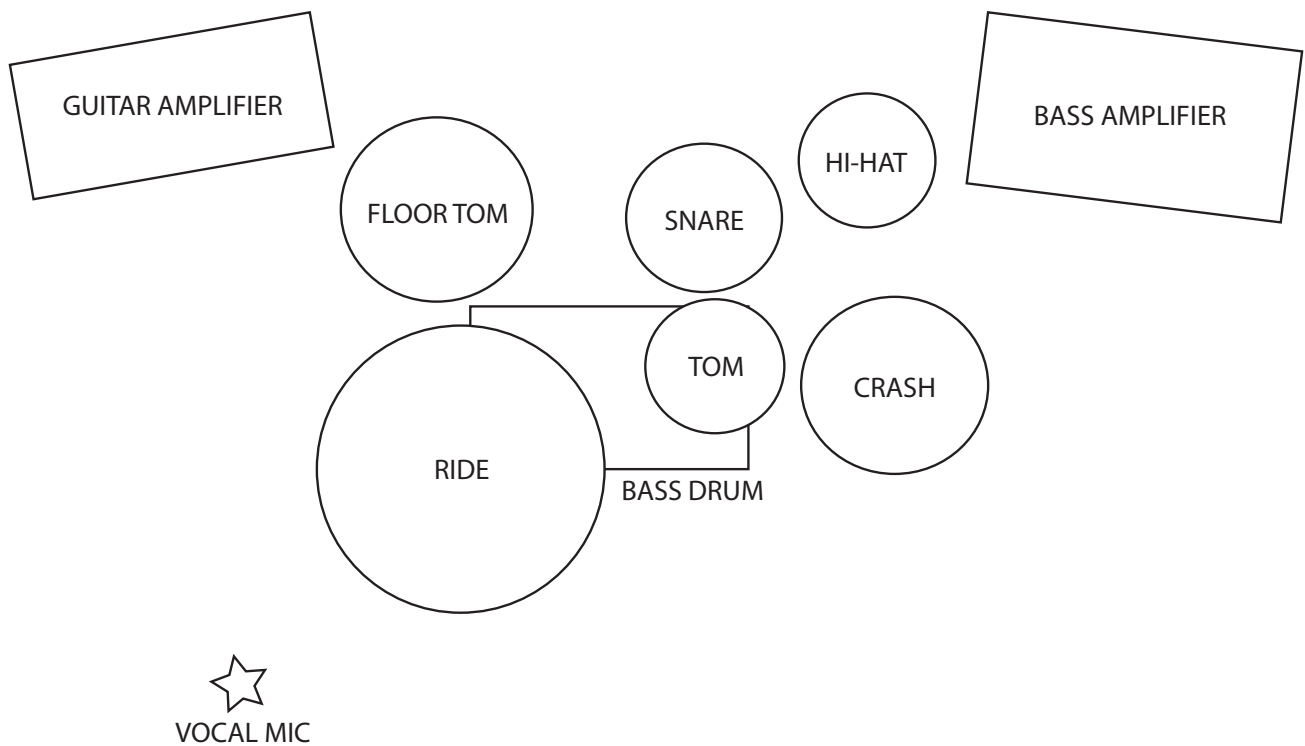 GUITAR AMPLIFIER
BASS AMPLIFIER
HI-HAT
FLOOR TOM
SNARE
TOM
CRASH
RIDE
BASS DRUM
VOCAL MIC